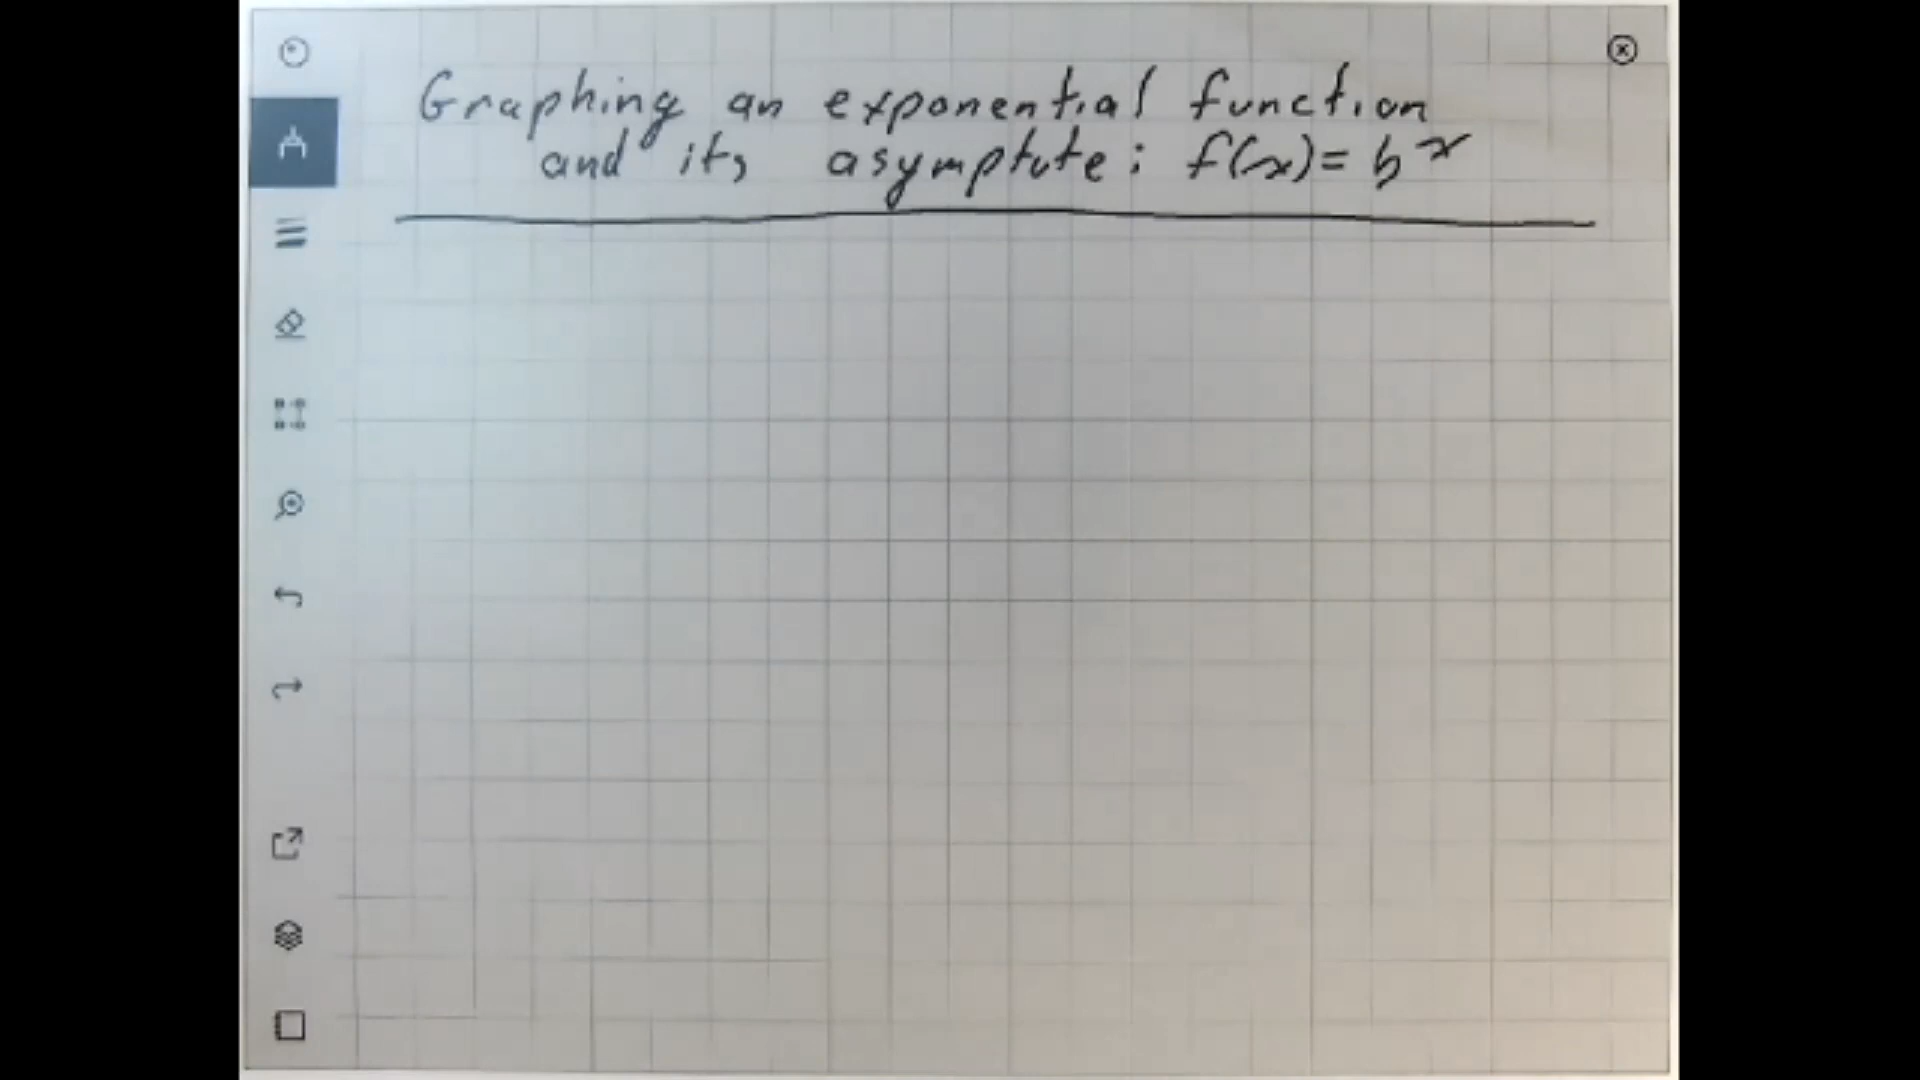 Graphing an exponential function
and its asymptote: f(x) = b^x